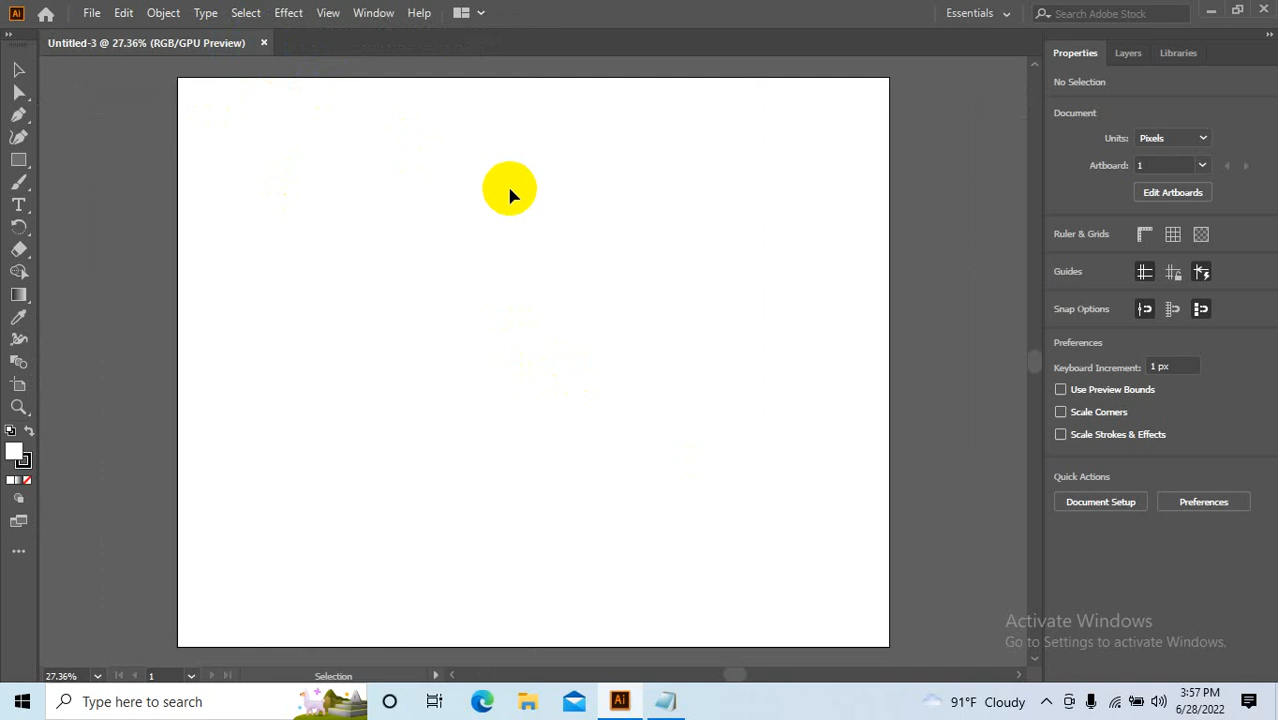 Ai File Edit Object Type Select Effect View Window Help Essentials Search Adobe Stock
Untitled-3 @ 27.36% (RGB/GPU Preview) Properties Layers Libraries
No Selection
Document
Units: Pixels
Artboard: 1
Edit Artboards
Ruler & Grids
Guides
Snap Options
Preferences
Keyboard Increment: 1 px
Use Preview Bounds
Scale Corners
Scale Strokes & Effects
Quick Actions
Document Setup Preferences
Activate Windows
Go to Settings to activate Windows.
27.36% 1 Selection
Type here to search Ai 91°F Cloudy 3:57 PM
6/28/2022